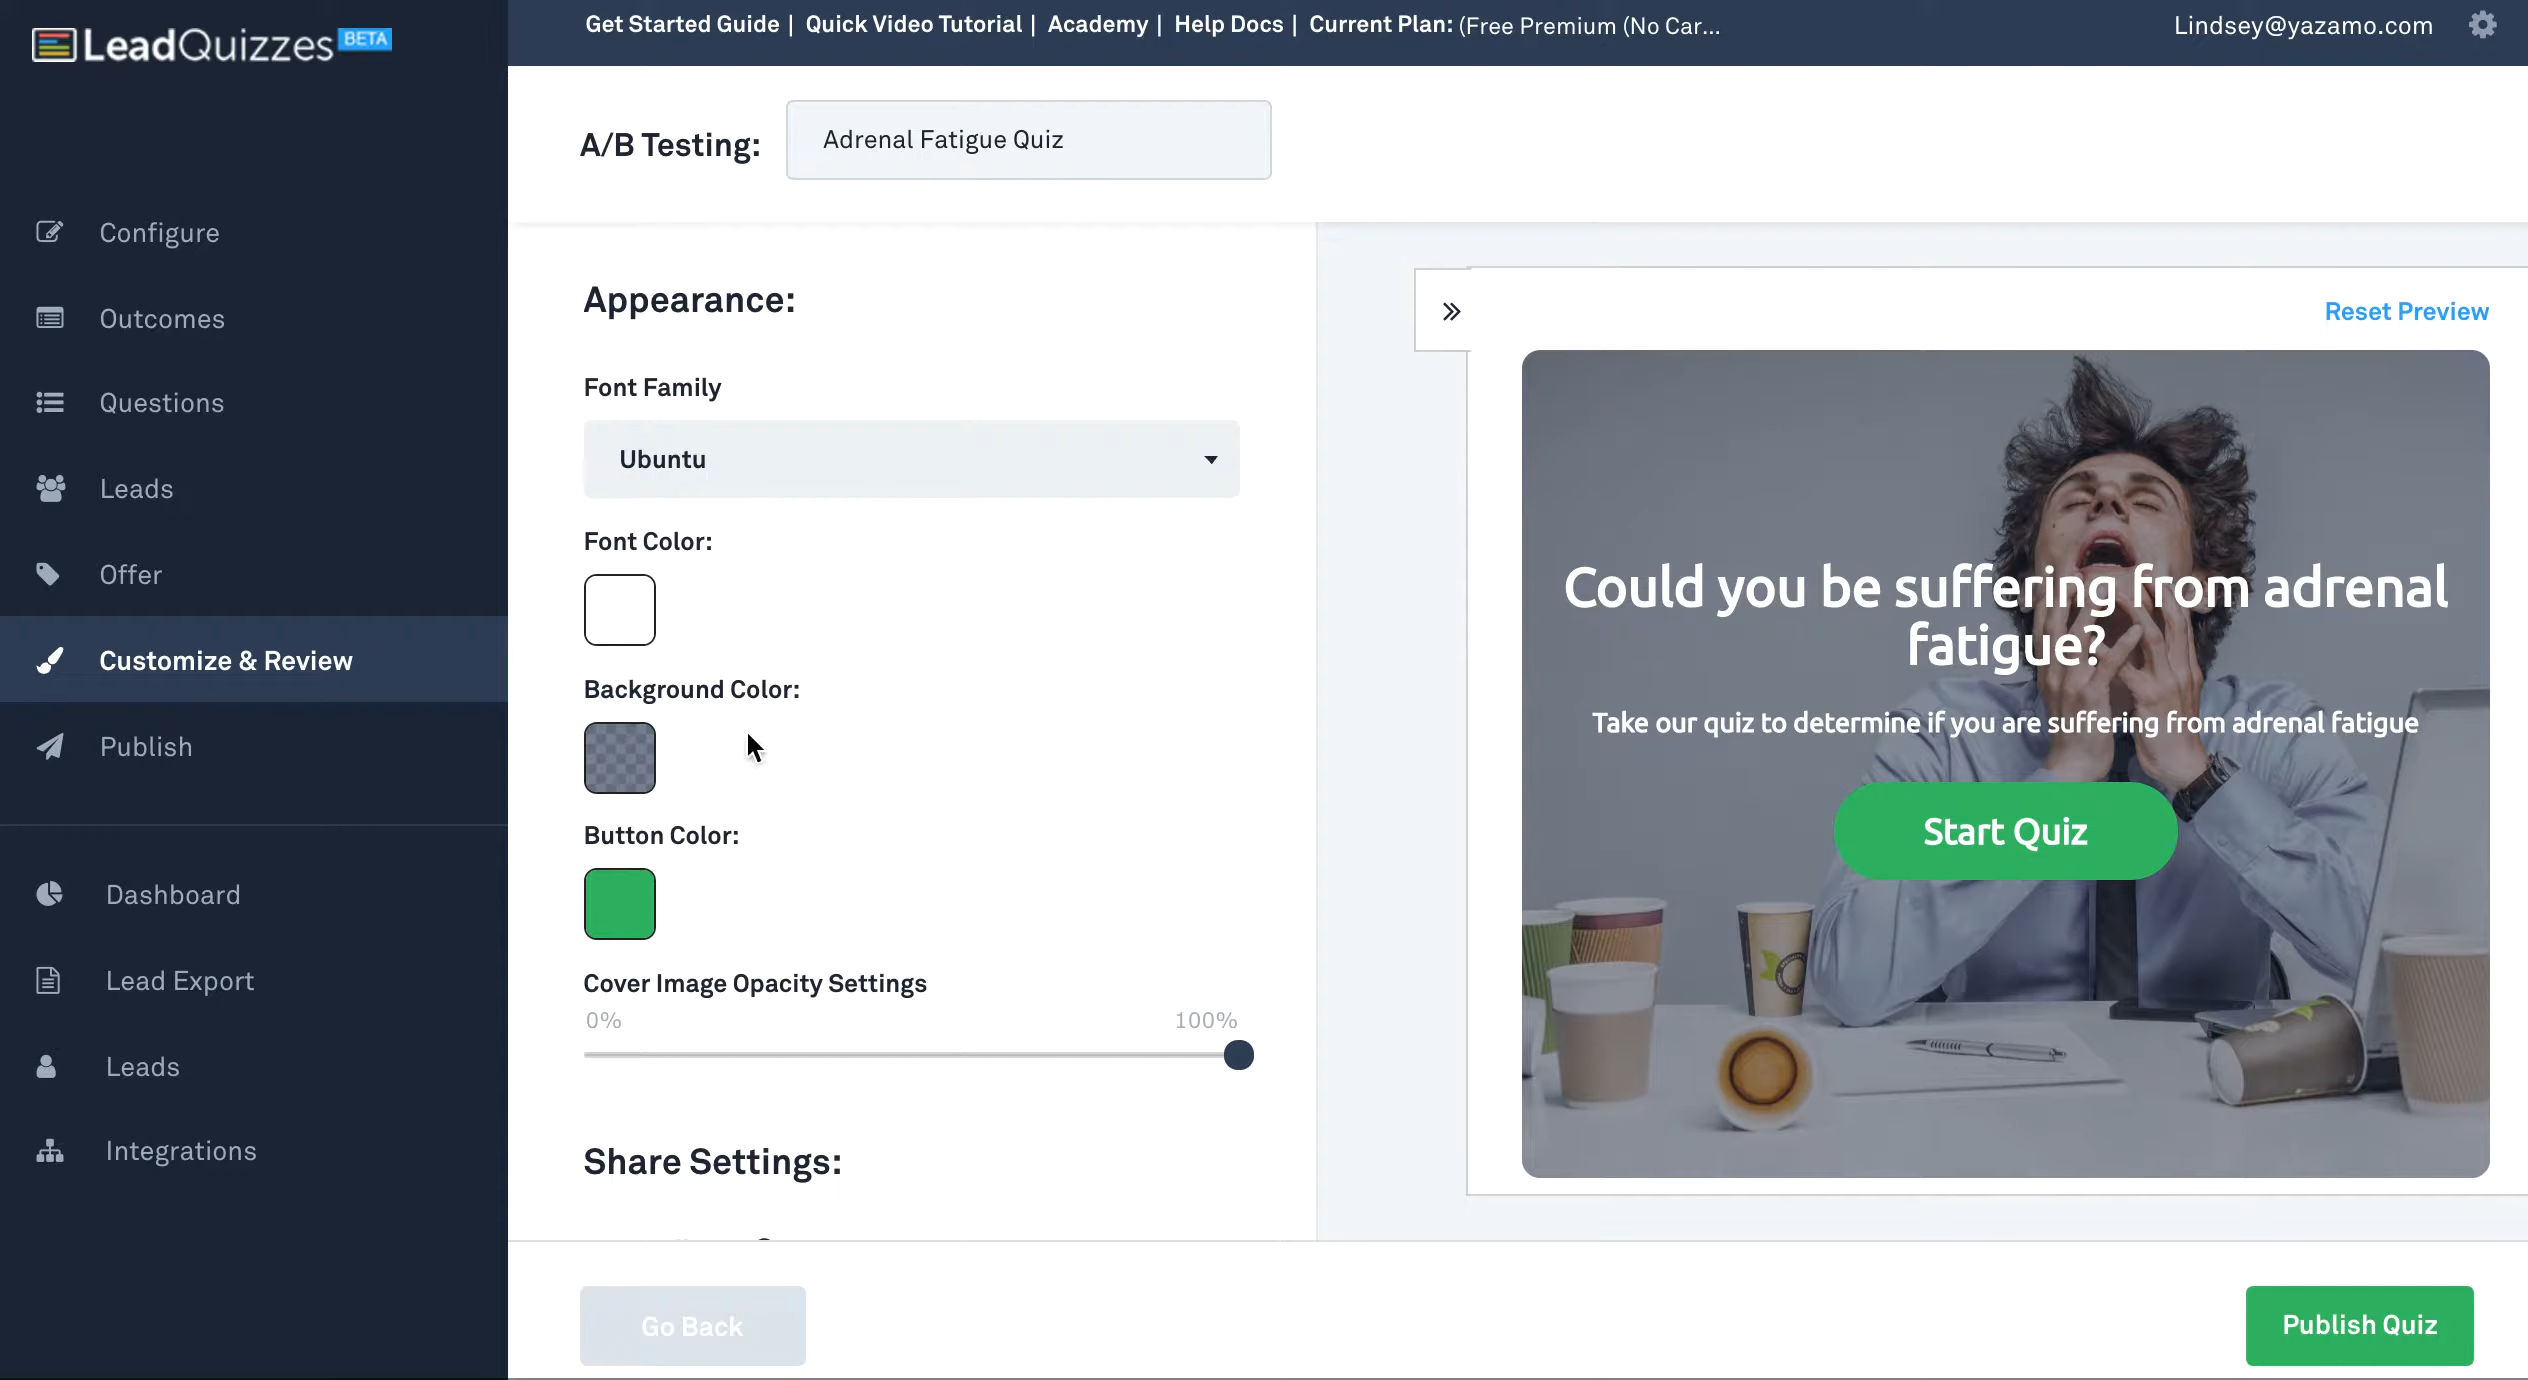 LeadQuizzes BETA
Get Started Guide | Quick Video Tutorial | Academy | Help Docs | Current Plan: (Free Premium (No Car...
Lindsey@yazamo.com
A/B Testing:
Adrenal Fatigue Quiz
Configure
Outcomes
Questions
Leads
Offer
Customize & Review
Publish
Dashboard
Lead Export
Leads
Integrations
Appearance:
Font Family
Ubuntu
Font Color:
Background Color:
Button Color:
Cover Image Opacity Settings
0%
100%
Share Settings:
Reset Preview
Could you be suffering from adrenal
fatigue?
Take our quiz to determine if you are suffering from adrenal fatigue
Start Quiz
Go Back
Publish Quiz